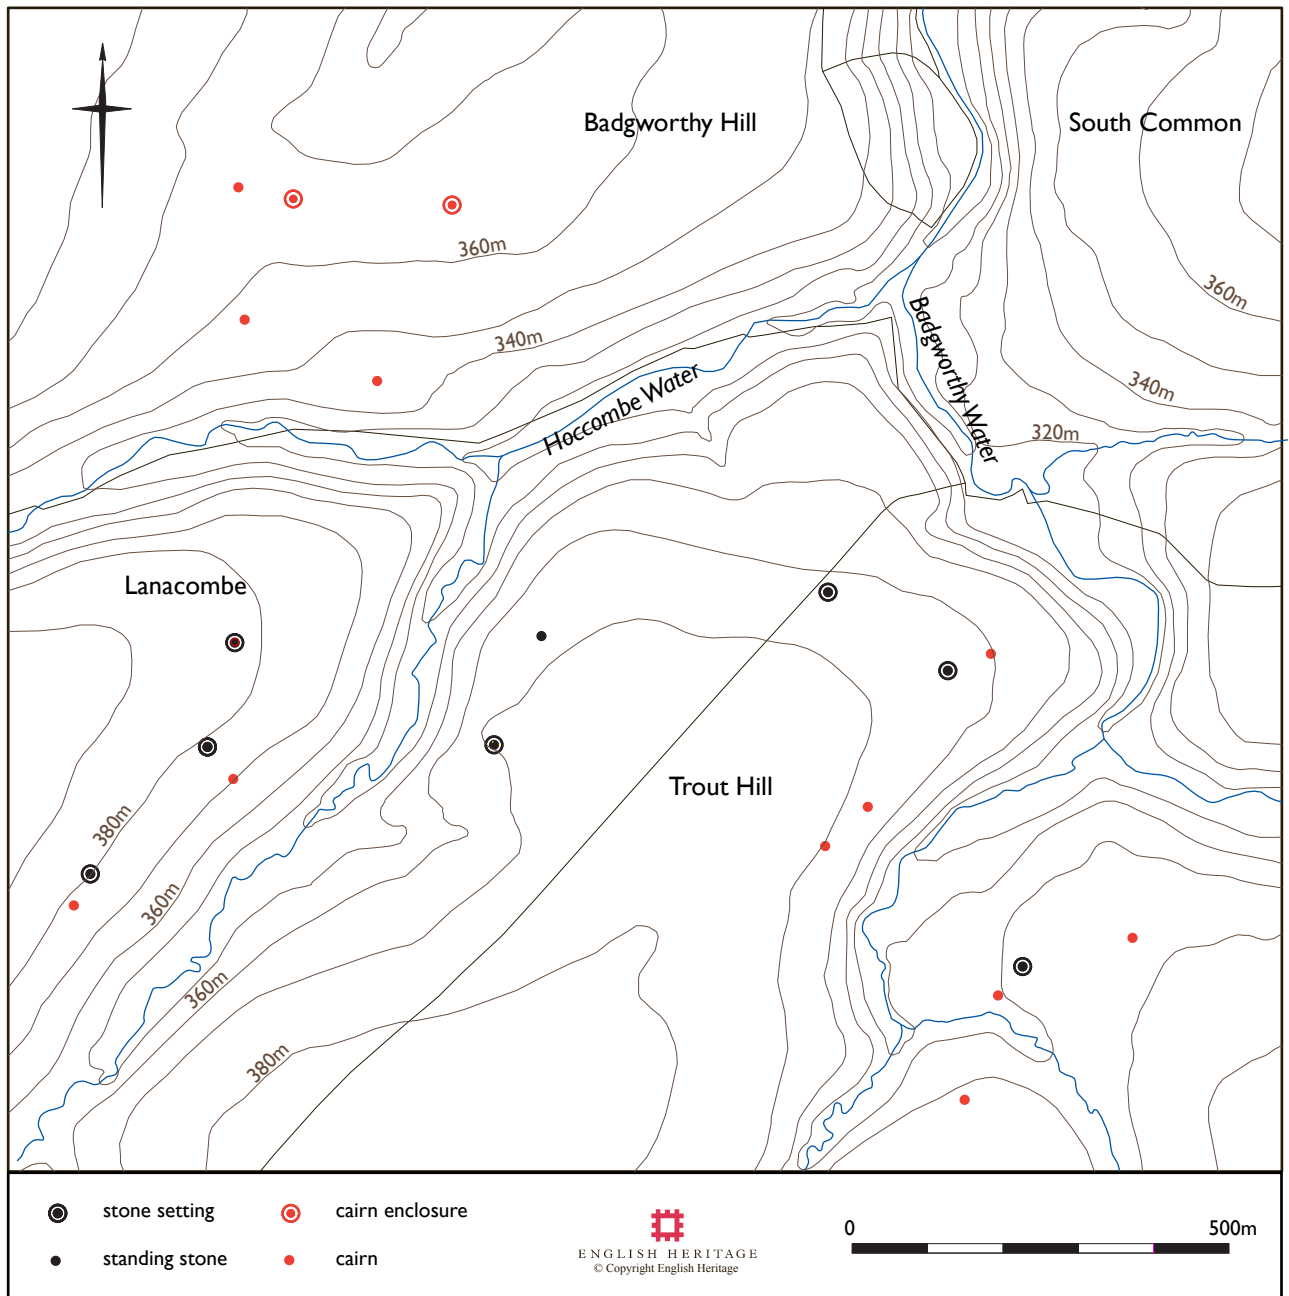 Badgworthy Hill
South Common
360m
360m
Badgworthy Water
340m
Hoccombe Water
340m
320m
Lanacombe
Trout Hill
380m
360m
360m
380m
stone setting
cairn enclosure
standing stone
cairn
ENGLISH HERITAGE
© Copyright English Heritage
0
500m